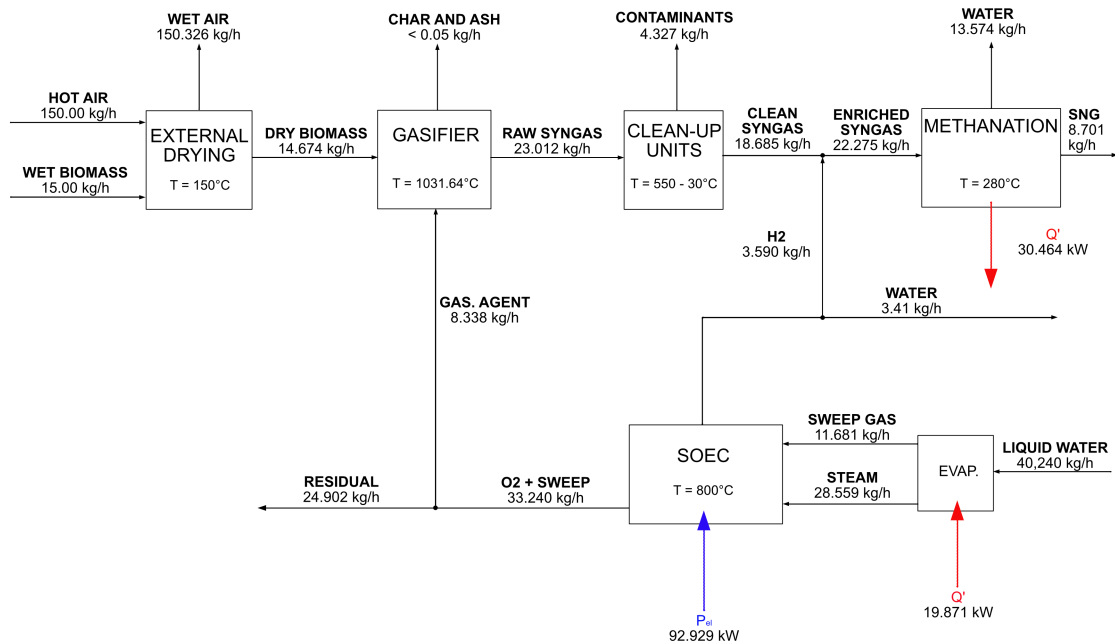 WET AIR
150.326 kg/h
CHAR AND ASH
< 0.05 kg/h
CONTAMINANTS
4.327 kg/h
WATER
13.574 kg/h
HOT AIR
150.00 kg/h
WET BIOMASS
15.00 kg/h
EXTERNAL
DRYING
T = 150°C
DRY BIOMASS
14.674 kg/h
GASIFIER
T = 1031.64°C
RAW SYNGAS
23.012 kg/h
CLEAN-UP
UNITS
T = 550 - 30°C
CLEAN
SYNGAS
18.685 kg/h
ENRICHED
SYNGAS
22.275 kg/h
METHANATION
T = 280°C
SNG
8.701
kg/h
H2
3.590 kg/h
Q'
30.464 kW
GAS. AGENT
8.338 kg/h
WATER
3.41 kg/h
SOEC
T = 800°C
SWEEP GAS
11.681 kg/h
STEAM
28.559 kg/h
EVAP.
LIQUID WATER
40,240 kg/h
RESIDUAL
24.902 kg/h
O2 + SWEEP
33.240 kg/h
Pel
92.929 kW
Q'
19.871 kW